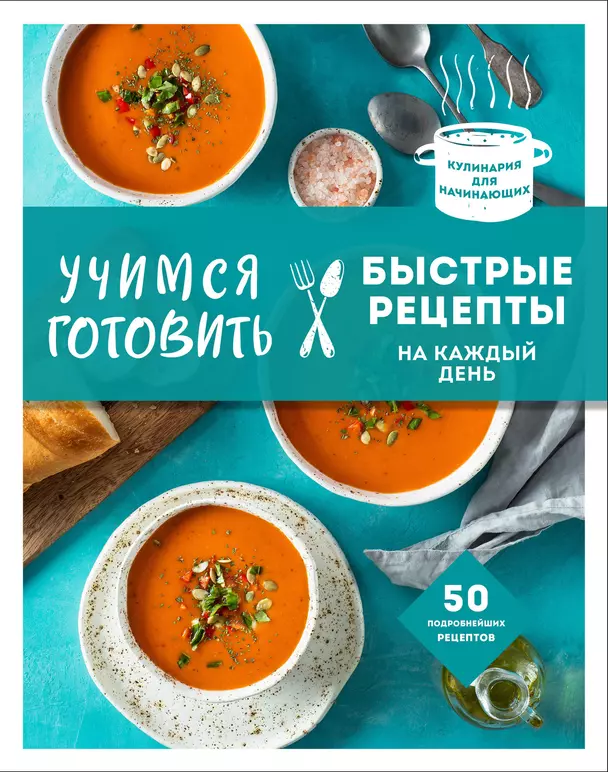 КУЛИНАРИЯ
ДЛЯ
НАЧИНАЮЩИХ
УЧИМСЯ
ГОТОВИТЬ
БЫСТРЫЕ
РЕЦЕПТЫ
НА КАЖДЫЙ
ДЕНЬ
50
ПОДРОБНЕЙШИХ
РЕЦЕПТОВ